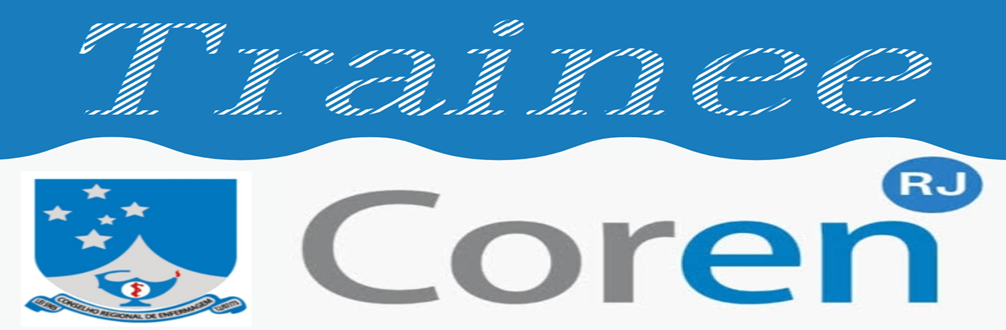 Trainee
RJ
Coren
CONSELHO REGIONAL DE ENFERMAGEM